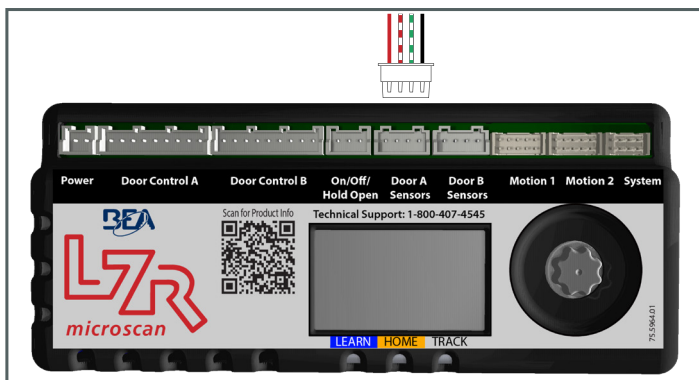 Power Door Control A Door Control B On/Off/ Hold Open Door A Sensors Door B Sensors Motion 1 Motion 2 System
BEA
Scan for Product Info
Technical Support: 1-800-407-4545
LZR
microscan
LEARN HOME TRACK
75.5964.01